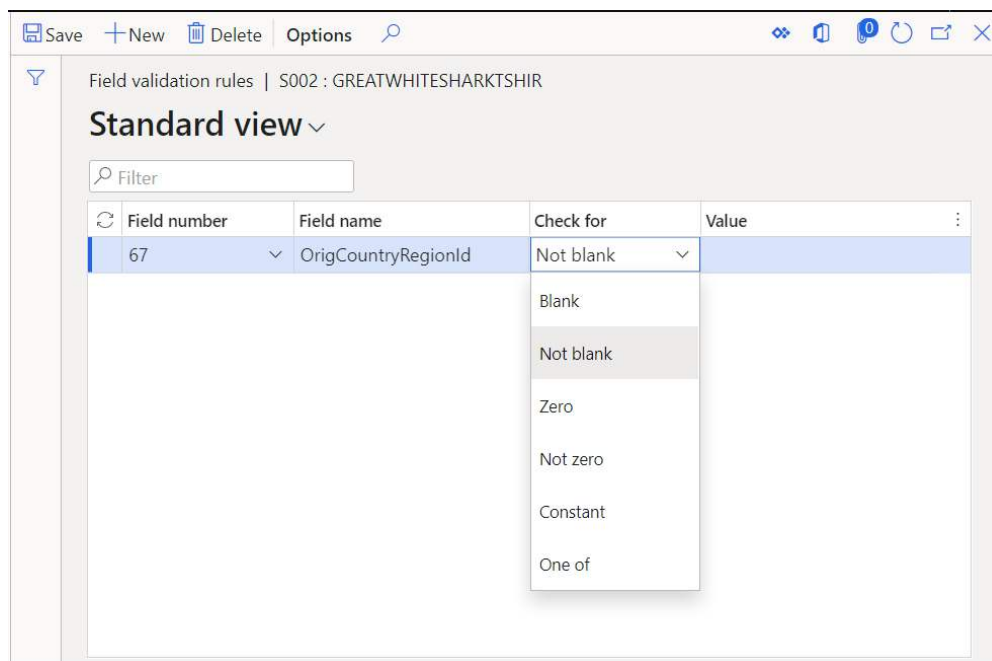 Save New Delete Options 0
Field validation rules | S002 : GREATWHITESHARKTSHIR
Standard view
Filter
Field number Field name Check for Value
67 OrigCountryRegionId Not blank
Blank
Not blank
Zero
Not zero
Constant
One of